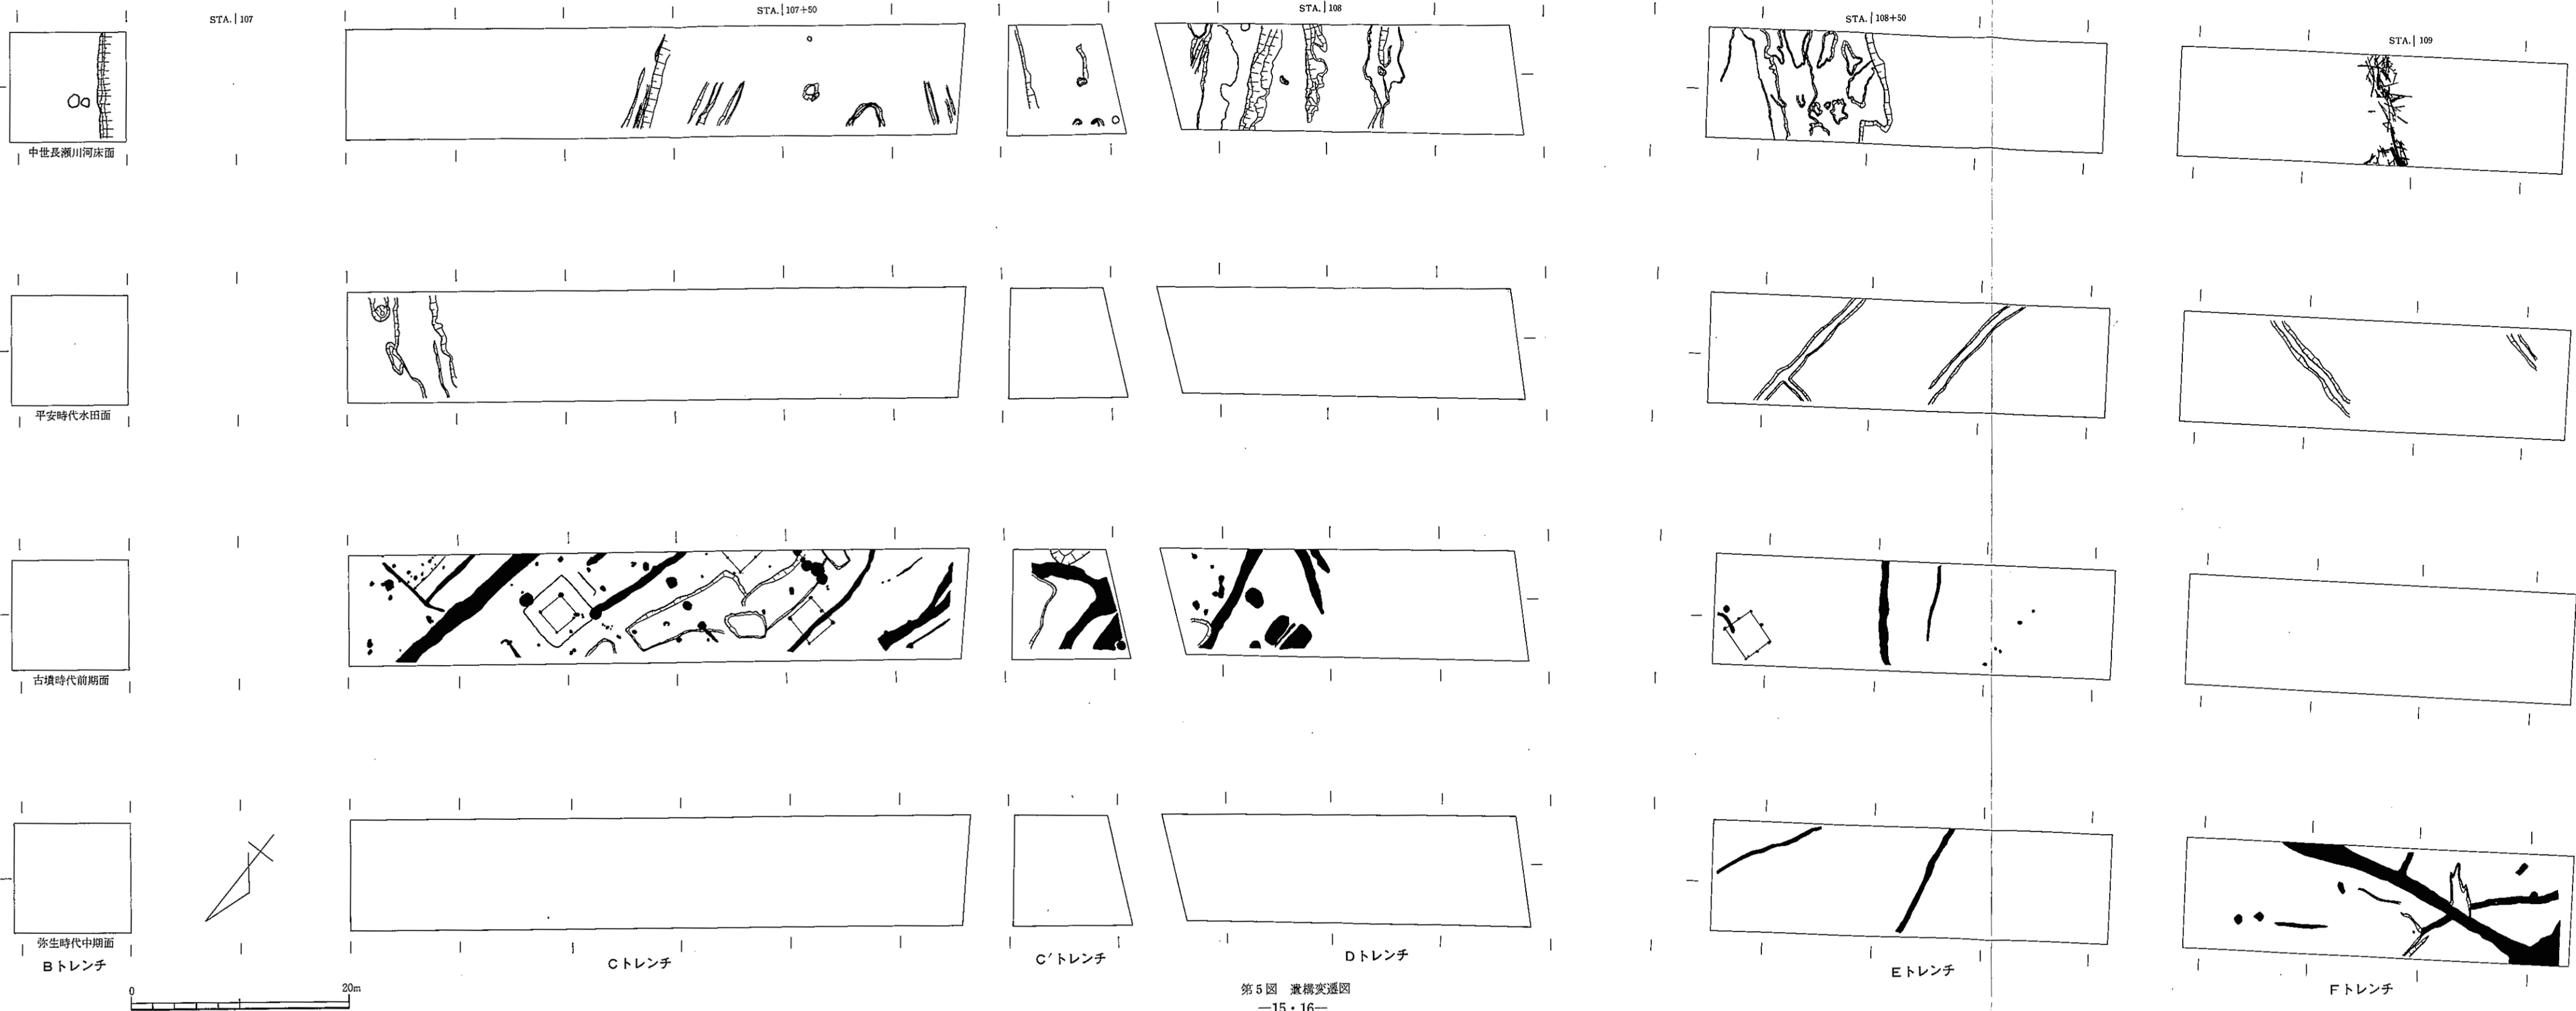 STA. 107
STA. 107+50
STA. 108
STA. 108+50
STA. 109
中世長瀬川河床面
平安時代水田面
古墳時代前期面
弥生時代中期面
Bトレンチ
Cトレンチ
C′トレンチ
Dトレンチ
Eトレンチ
Fトレンチ
0 20m
第5図 遺構変遷図
—15・16—